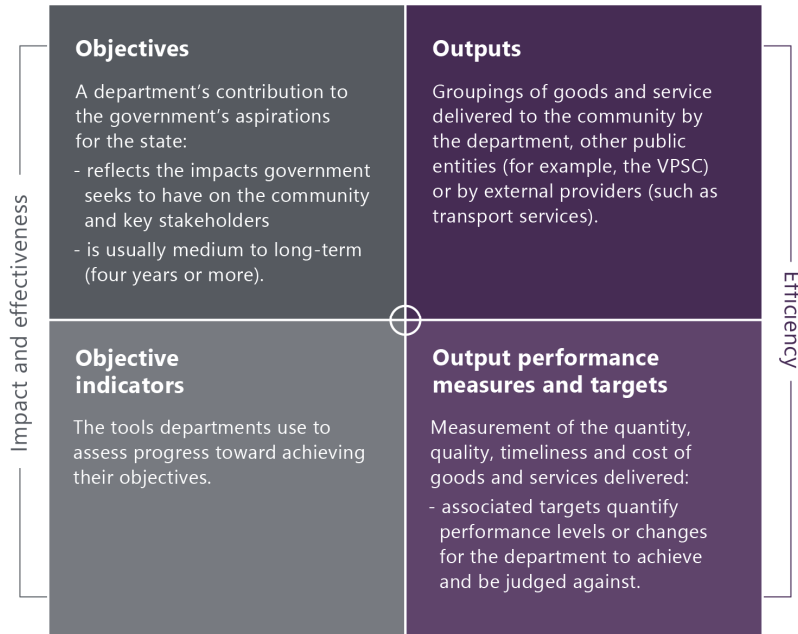 Impact and effectiveness
Objectives
A department’s contribution to
the government’s aspirations
for the state:
- reflects the impacts government
seeks to have on the community
and key stakeholders
- is usually medium to long-term
(four years or more).
Outputs
Groupings of goods and service
delivered to the community by
the department, other public
entities (for example, the VPSC)
or by external providers (such as
transport services).
Objective
indicators
The tools departments use to
assess progress toward achieving
their objectives.
Output performance
measures and targets
Measurement of the quantity,
quality, timeliness and cost of
goods and services delivered:
- associated targets quantify
performance levels or changes
for the department to achieve
and be judged against.
Efficiency